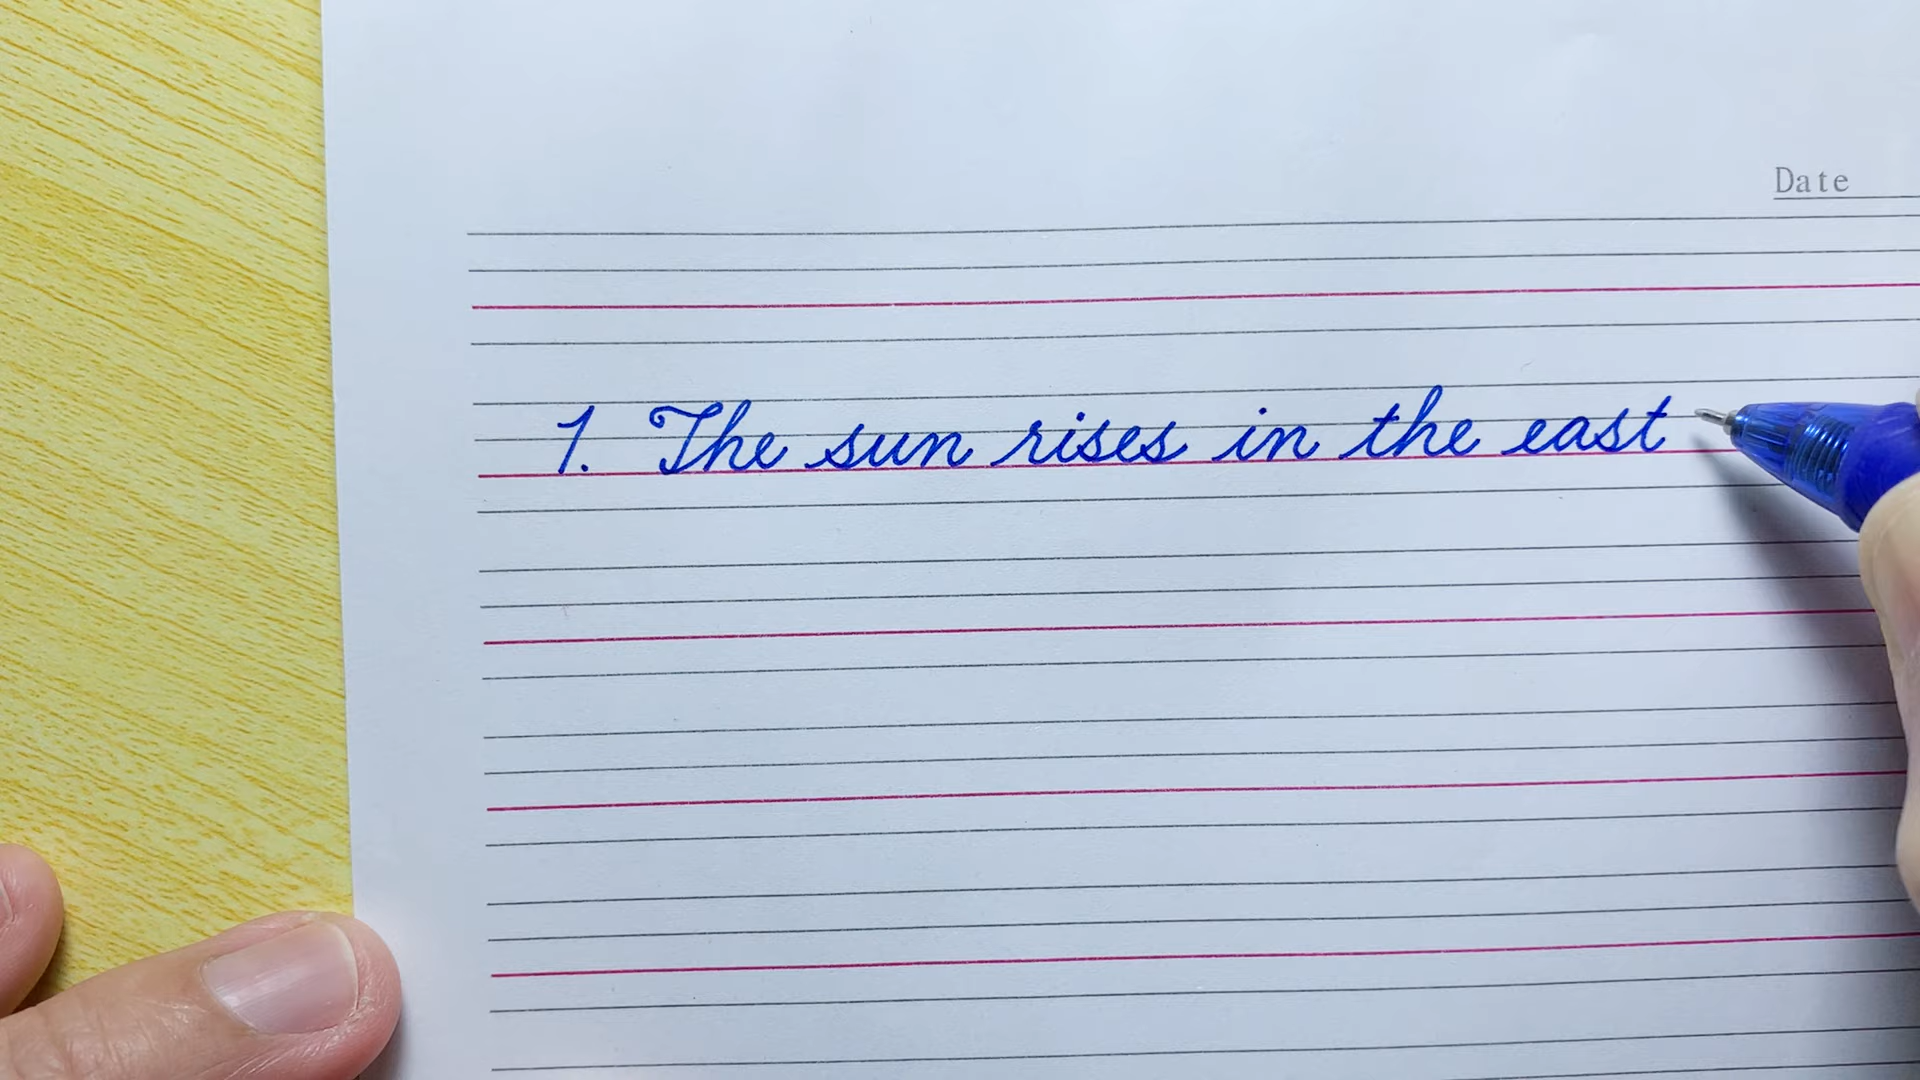 Date
1. The sun rises in the east